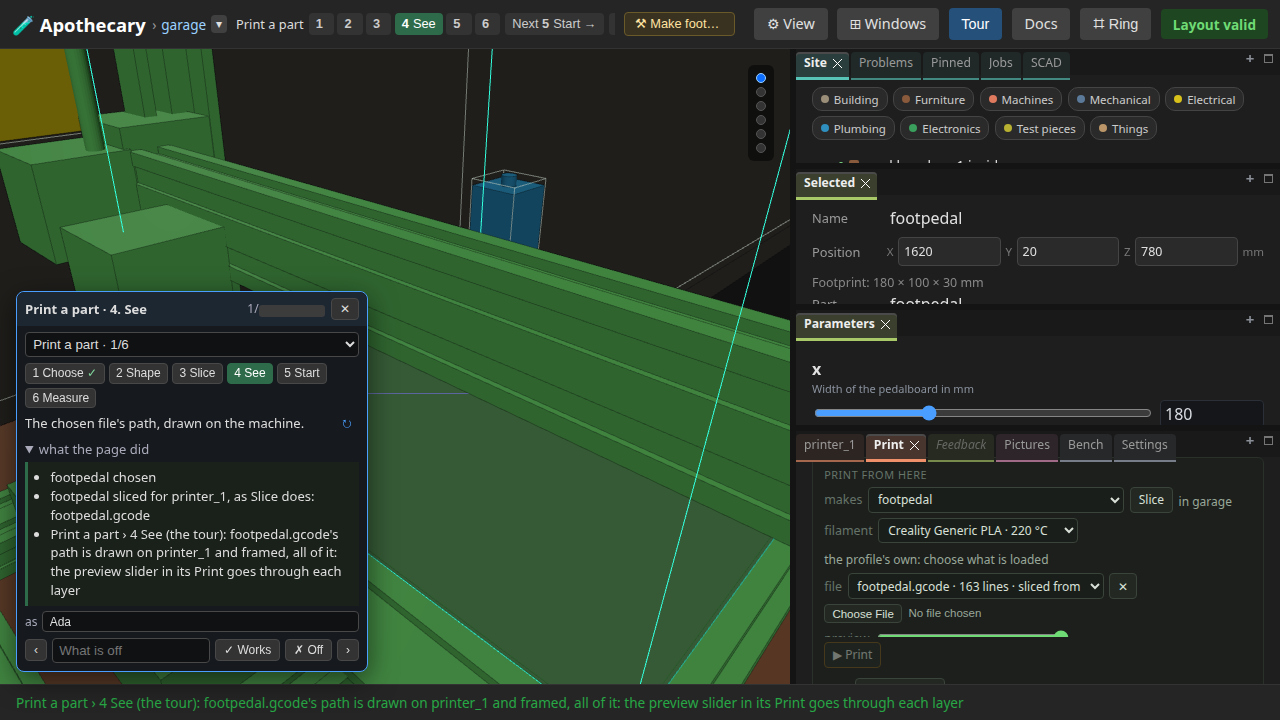 Apothecary › garage ▾ Print a part 1 2 3 4 See 5 6 Next 5 Start → ⚒ Make foot… ⚙ View ⊞ Windows Tour Docs ⌗ Ring Layout valid
Site Problems Pinned Jobs SCAD
Building Furniture Machines Mechanical Electrical
Plumbing Electronics Test pieces Things
Selected
Name footpedal
Position X 1620 Y 20 Z 780 mm
Footprint: 180 × 100 × 30 mm
Part footpedal
Parameters
x
Width of the pedalboard in mm
180
printer_1 Print Feedback Pictures Bench Settings
PRINT FROM HERE
makes footpedal Slice in garage
filament Creality Generic PLA · 220 °C
the profile's own: choose what is loaded
file footpedal.gcode · 163 lines · sliced from ✕
Choose File No file chosen
preview
▶ Print
Print a part · 4. See 1/ ✕
Print a part · 1/6
1 Choose ✓ 2 Shape 3 Slice 4 See 5 Start
6 Measure
The chosen file's path, drawn on the machine. ↻
▼ what the page did
• footpedal chosen
• footpedal sliced for printer_1, as Slice does:
footpedal.gcode
• Print a part › 4 See (the tour): footpedal.gcode's
path is drawn on printer_1 and framed, all of it:
the preview slider in its Print goes through each
layer
as Ada
‹ What is off ✓ Works ✗ Off ›
Print a part › 4 See (the tour): footpedal.gcode's path is drawn on printer_1 and framed, all of it: the preview slider in its Print goes through each layer